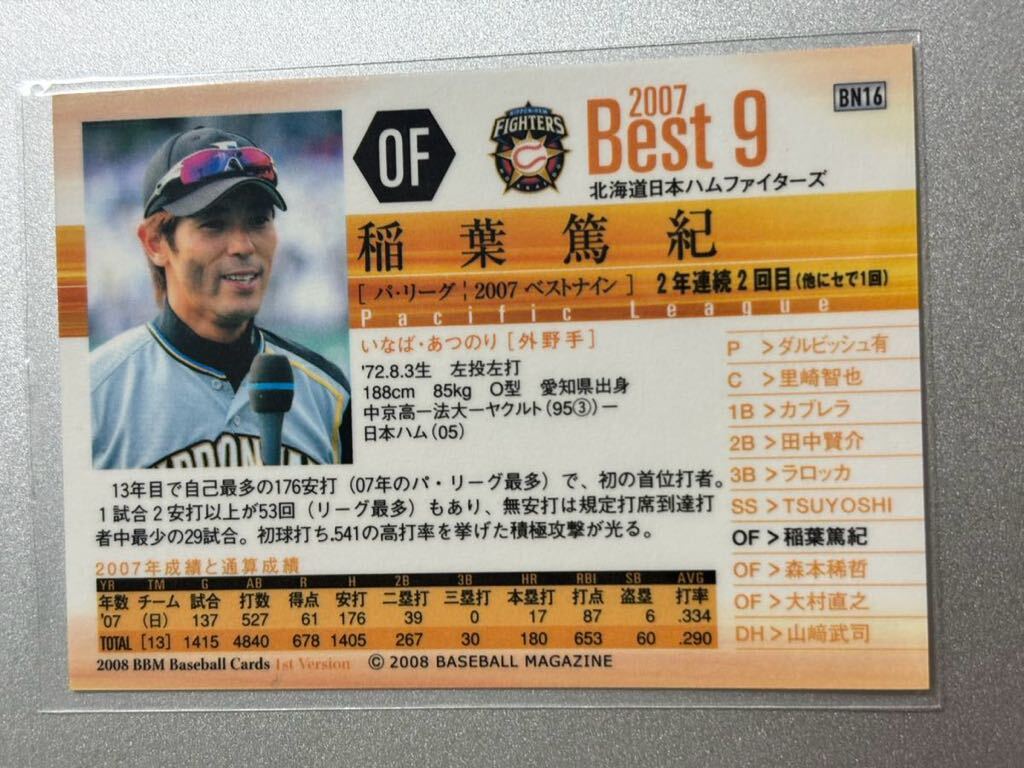 OF
NIPPON-HAM
FIGHTERS
2007
Best 9
BN16
北海道日本ハムファイターズ
稲葉篤紀
[パ・リーグ¦2007 ベストナイン] 2年連続2回目(他にセで1回)
Pacific League
いなば・あつのり[外野手]
'72.8.3生 左投左打
188cm 85kg O型 愛知県出身
中京高ー法大ーヤクルト(95③)ー
日本ハム(05)
P >ダルビッシュ有
C >里崎智也
1B >カブレラ
2B >田中賢介
3B >ラロッカ
SS >TSUYOSHI
OF >稲葉篤紀
OF >森本稀哲
OF >大村直之
DH >山﨑武司
13年目で自己最多の176安打(07年のパ・リーグ最多)で、初の首位打者。
1試合2安打以上が53回(リーグ最多)もあり、無安打は規定打席到達打
者中最少の29試合。初球打ち.541の高打率を挙げた積極攻撃が光る。
2007年成績と通算成績
YR TM G AB R H 2B 3B HR RBI SB AVG
年数 チーム 試合 打数 得点 安打 二塁打 三塁打 本塁打 打点 盗塁 打率
'07 (日) 137 527 61 176 39 0 17 87 6 .334
TOTAL [13] 1415 4840 678 1405 267 30 180 653 60 .290
2008 BBM Baseball Cards 1st Version © 2008 BASEBALL MAGAZINE